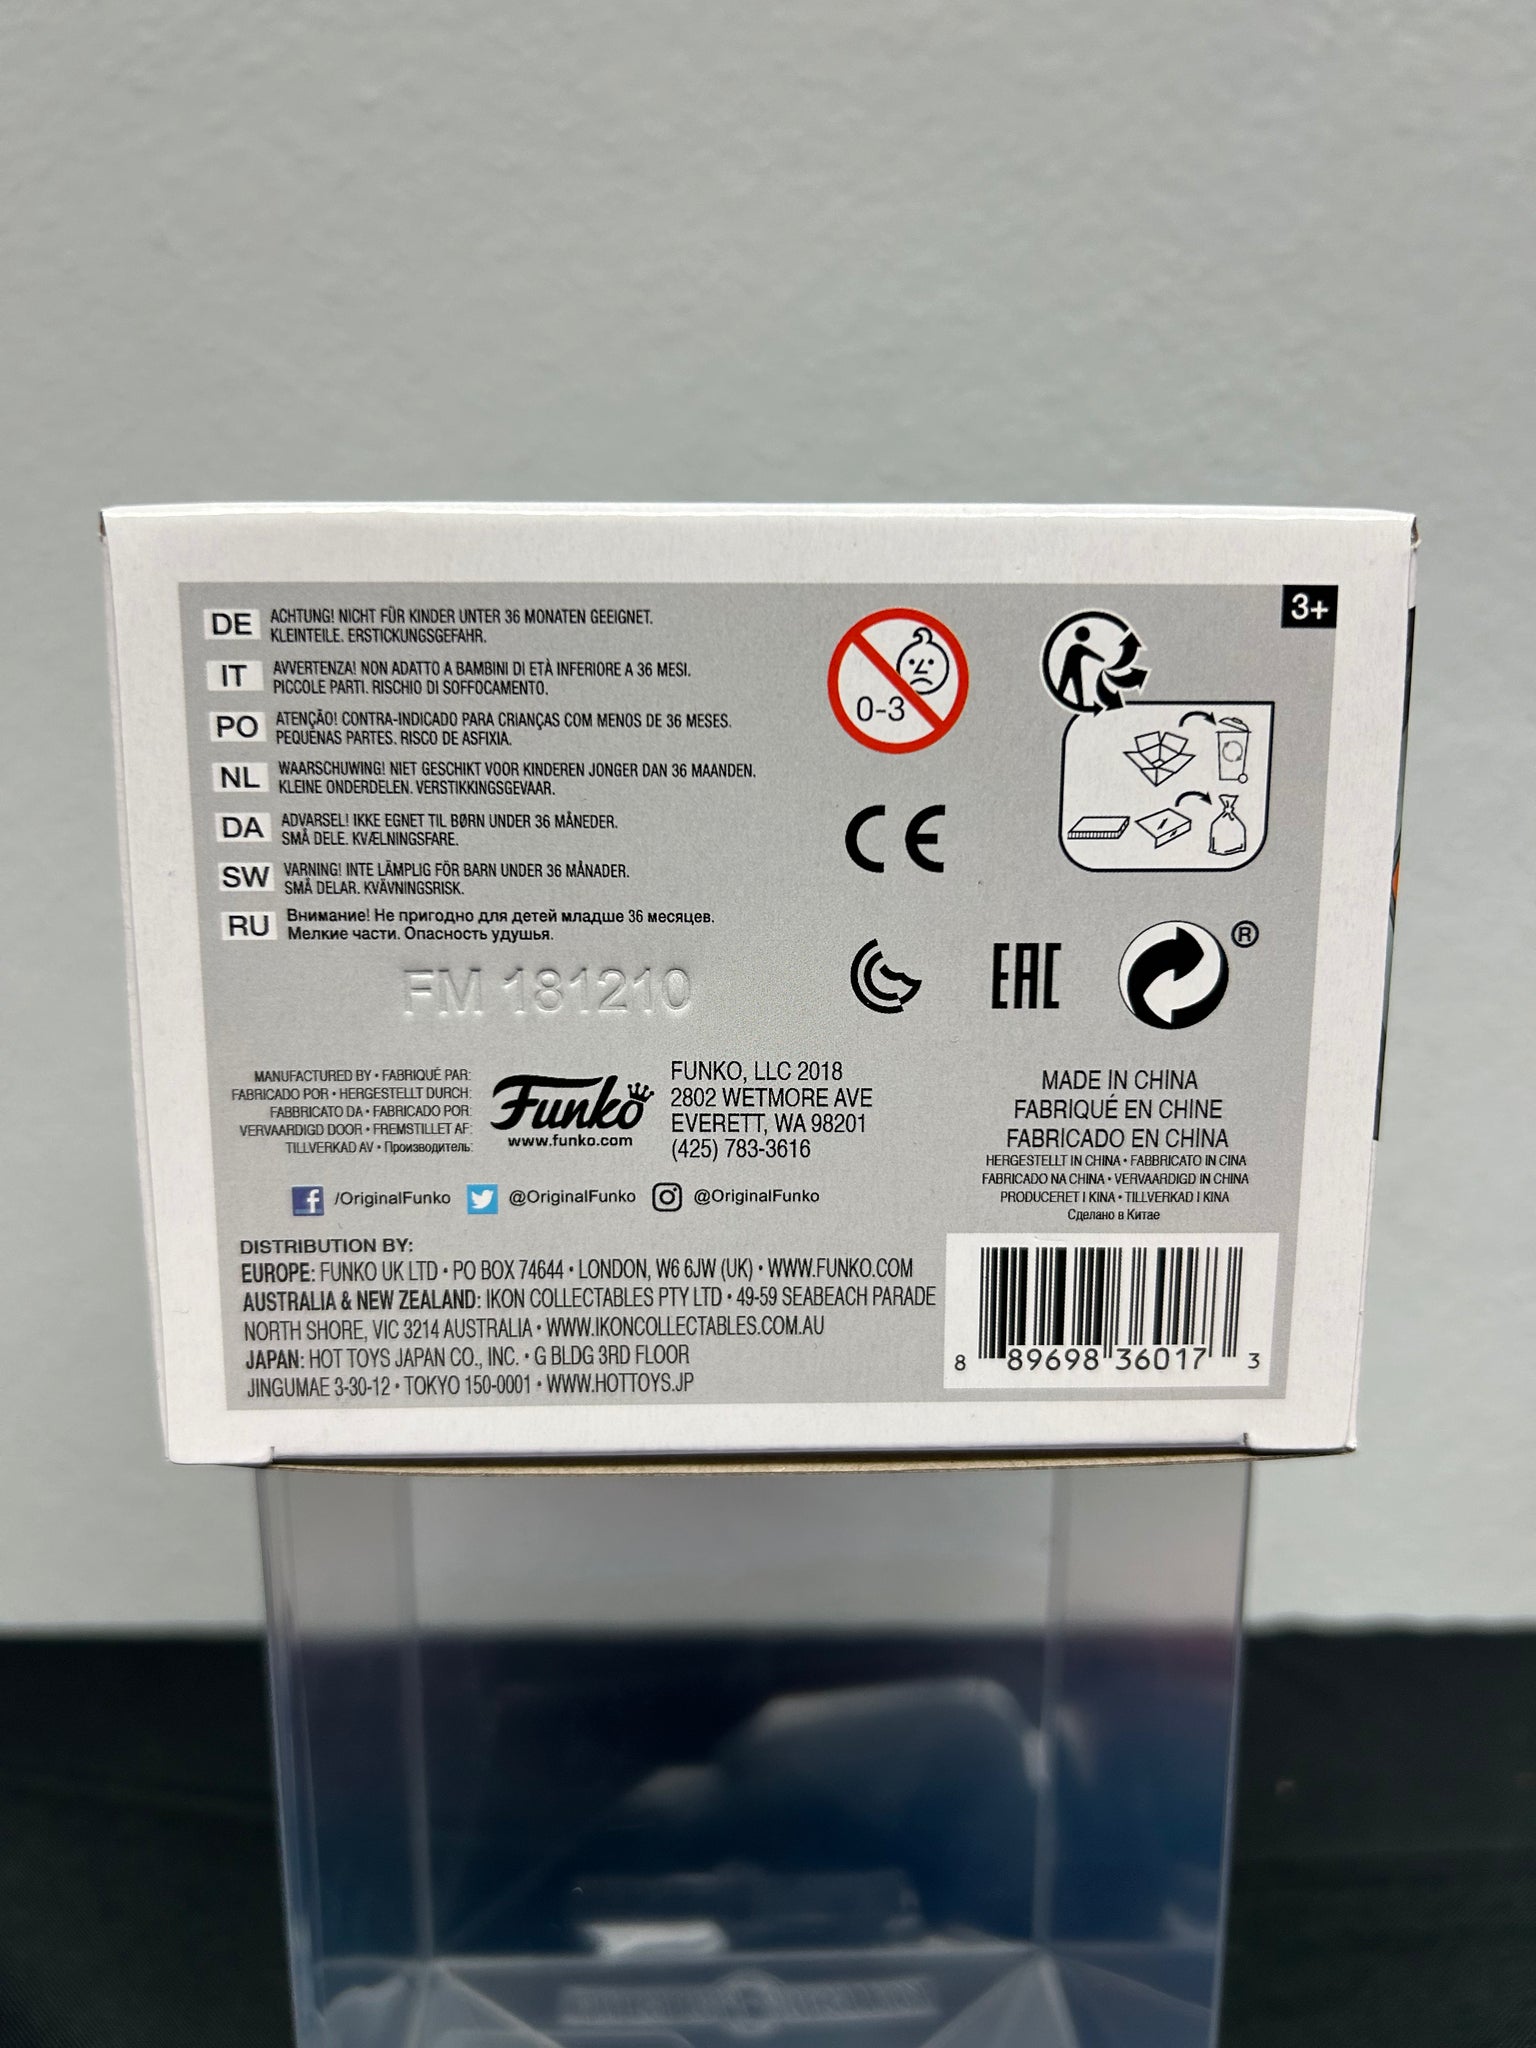 3+
DE ACHTUNG! NICHT FÜR KINDER UNTER 36 MONATEN GEEIGNET.
KLEINTEILE. ERSTICKUNGSGEFAHR.
IT AVVERTENZA! NON ADATTO A BAMBINI DI ETÀ INFERIORE A 36 MESI.
PICCOLE PARTI. RISCHIO DI SOFFOCAMENTO.
PO ATENÇÃO! CONTRA-INDICADO PARA CRIANÇAS COM MENOS DE 36 MESES.
PEQUENAS PARTES. RISCO DE ASFIXIA.
NL WAARSCHUWING! NIET GESCHIKT VOOR KINDEREN JONGER DAN 36 MAANDEN.
KLEINE ONDERDELEN. VERSTIKKINGSGEVAAR.
DA ADVARSEL! IKKE EGNET TIL BØRN UNDER 36 MÅNEDER.
SMÅ DELE. KVÆLNINGSFARE.
SW VARNING! INTE LÄMPLIG FÖR BARN UNDER 36 MÅNADER.
SMÅ DELAR. KVÄVNINGSRISK.
RU Внимание! Не пригодно для детей младше 36 месяцев.
Мелкие части. Опасность удушья.
0-3
CE
EAC
®
FM 181210
MANUFACTURED BY • FABRIQUÉ PAR:
FABRICADO POR • HERGESTELLT DURCH:
FABBRICATO DA • FABRICADO POR:
VERVAARDIGD DOOR • FREMSTILLET AF:
TILLVERKAD AV • Производитель:
Funko
www.funko.com
FUNKO, LLC 2018
2802 WETMORE AVE
EVERETT, WA 98201
(425) 783-3616
MADE IN CHINA
FABRIQUÉ EN CHINE
FABRICADO EN CHINA
HERGESTELLT IN CHINA • FABBRICATO IN CINA
FABRICADO NA CHINA • VERVAARDIGD IN CHINA
PRODUCERET I KINA • TILLVERKAD I KINA
Сделано в Китае
f /OriginalFunko @OriginalFunko @OriginalFunko
DISTRIBUTION BY:
EUROPE: FUNKO UK LTD • PO BOX 74644 • LONDON, W6 6JW (UK) • WWW.FUNKO.COM
AUSTRALIA & NEW ZEALAND: IKON COLLECTABLES PTY LTD • 49-59 SEABEACH PARADE
NORTH SHORE, VIC 3214 AUSTRALIA • WWW.IKONCOLLECTABLES.COM.AU
JAPAN: HOT TOYS JAPAN CO., INC. • G BLDG 3RD FLOOR
JINGUMAE 3-30-12 • TOKYO 150-0001 • WWW.HOTTOYS.JP
8 89698 36017 3